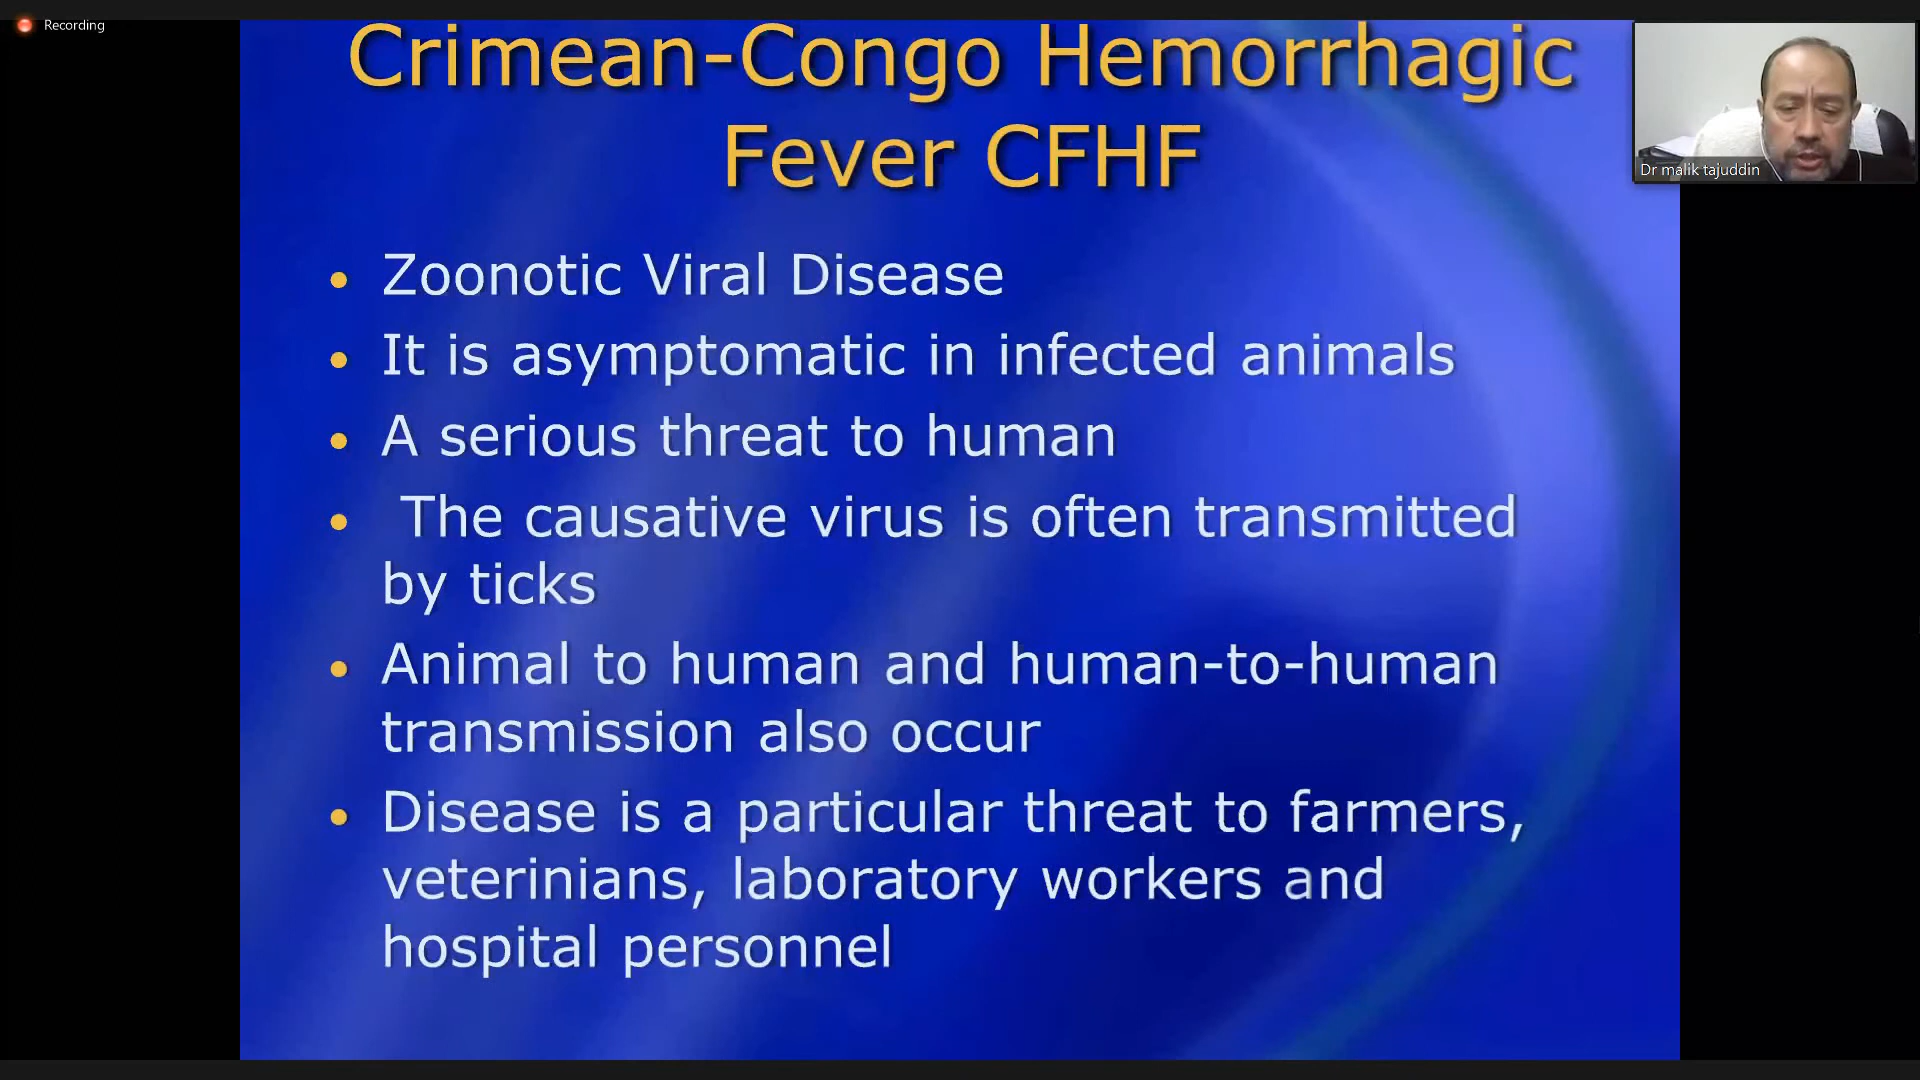 Recording
Crimean-Congo Hemorrhagic
Fever CFHF
Dr malik tajuddin
• Zoonotic Viral Disease
• It is asymptomatic in infected animals
• A serious threat to human
• The causative virus is often transmitted
by ticks
• Animal to human and human-to-human
transmission also occur
• Disease is a particular threat to farmers,
veterinians, laboratory workers and
hospital personnel